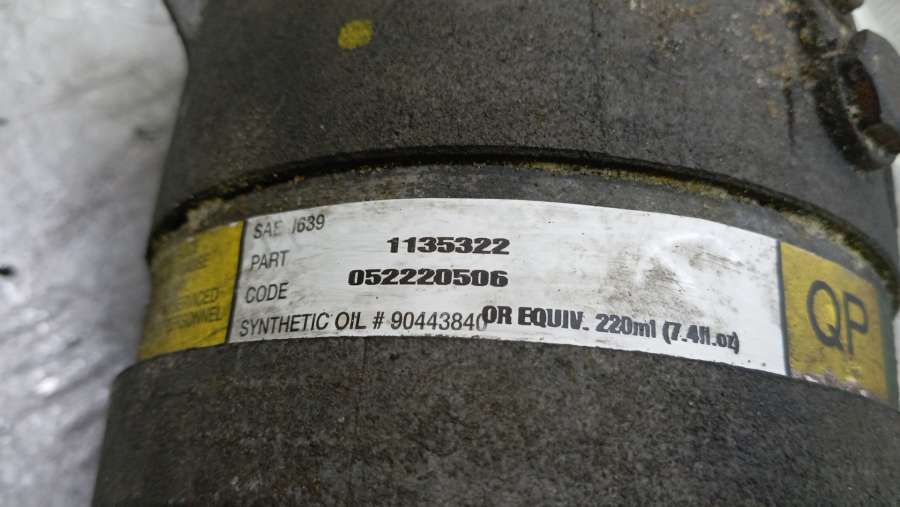 SAE J639
PART 1135322
CODE 052220506
SYNTHETIC OIL # 90443840 OR EQUIV. 220ml (7.4fl.oz)
QP